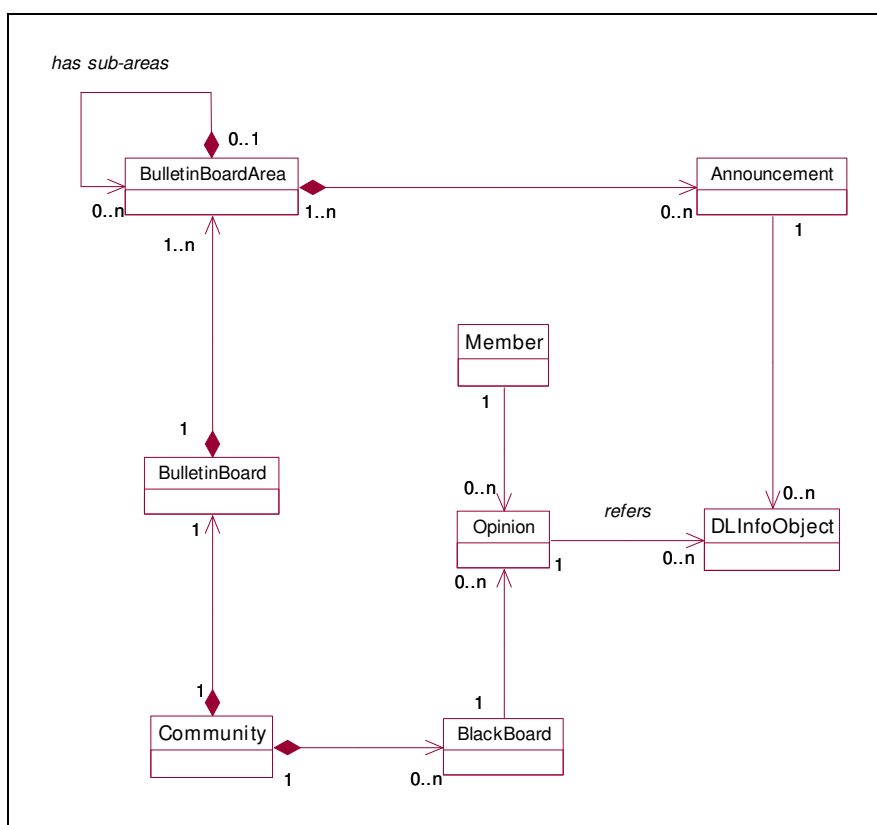 has sub-areas
0..1
BulletinBoardArea
Announcement
0..n
1..n
0..n
1
1..n
Member
1
1
BulletinBoard
0..n
0..n
Opinion
refers
DLInfoObject
1
1
0..n
0..n
1
1
Community
BlackBoard
1
0..n